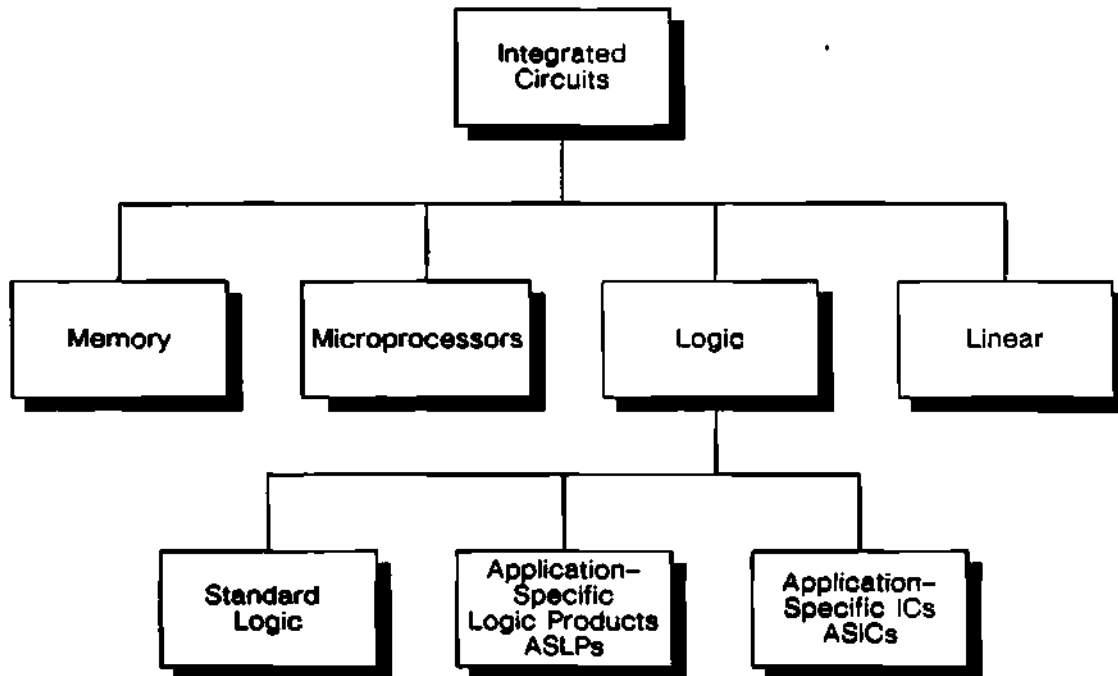 Integrated
Circuits
Memory
Microprocessors
Logic
Linear
Standard
Logic
Application-
Specific
Logic Products
ASLPs
Application-
Specific ICs
ASICs